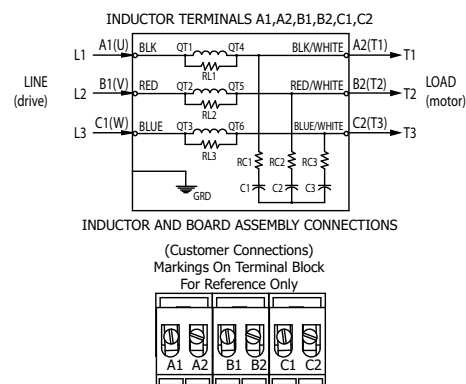 INDUCTOR TERMINALS A1,A2,B1,B2,C1,C2
L1 A1(U) BLK QT1 QT4 BLK/WHITE A2(T1) T1
RL1
LINE
(drive)
L2 B1(V) RED QT2 QT5 RED/WHITE B2(T2) T2
LOAD
(motor)
RL2
L3 C1(W) BLUE QT3 QT6 BLUE/WHITE C2(T3) T3
RL3
RC1 RC2 RC3
C1 C2 C3
GRD
INDUCTOR AND BOARD ASSEMBLY CONNECTIONS
(Customer Connections)
Markings On Terminal Block
For Reference Only
A1 A2 B1 B2 C1 C2